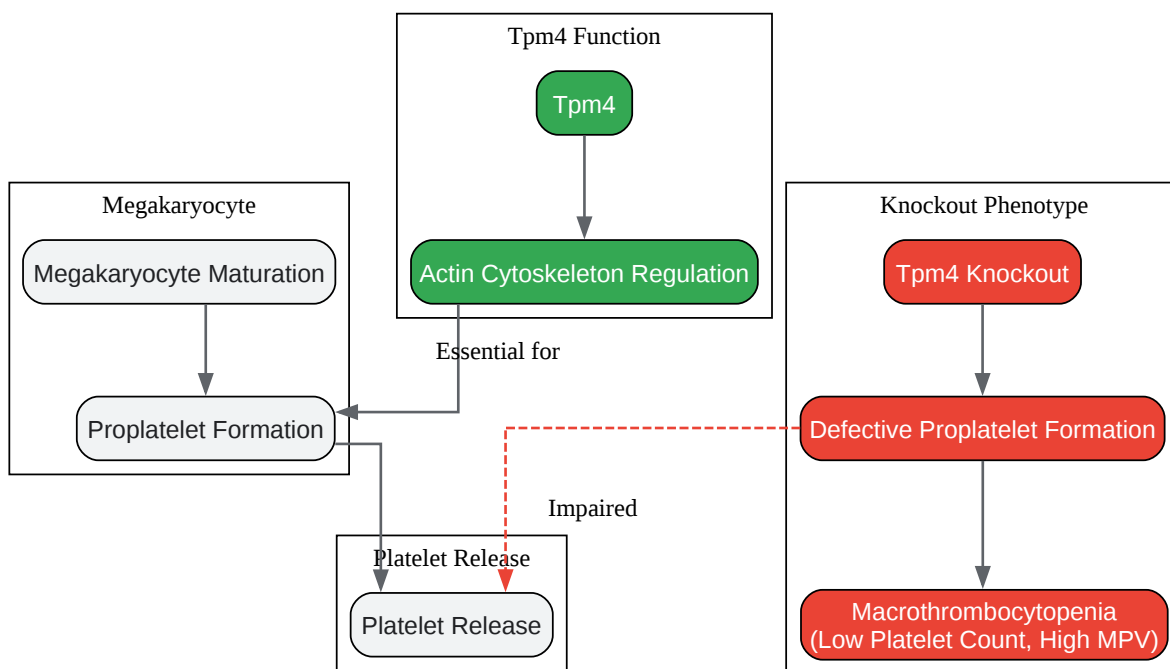 Tpm4 Function
Tpm4
Actin Cytoskeleton Regulation
Megakaryocyte
Megakaryocyte Maturation
Essential for
Proplatelet Formation
Knockout Phenotype
Tpm4 Knockout
Defective Proplatelet Formation
Impaired
Platelet Release
Platelet Release
Macrothrombocytopenia
(Low Platelet Count, High MPV)